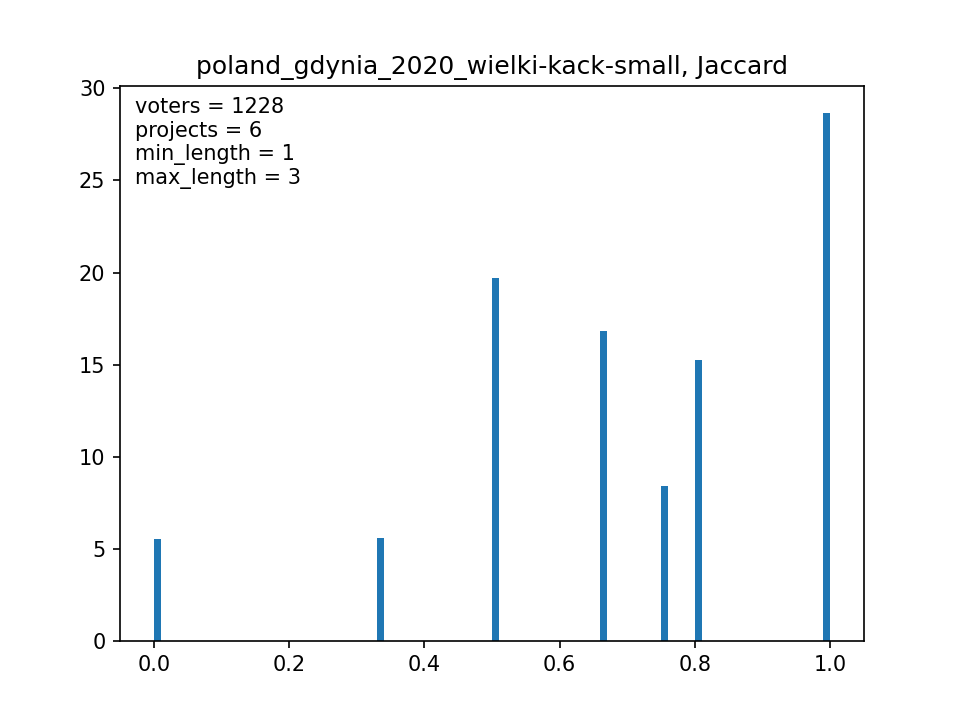 poland_gdynia_2020_wielki-kack-small, Jaccard
voters = 1228
projects = 6
min_length = 1
max_length = 3
30
25
20
15
10
5
0
0.0 0.2 0.4 0.6 0.8 1.0